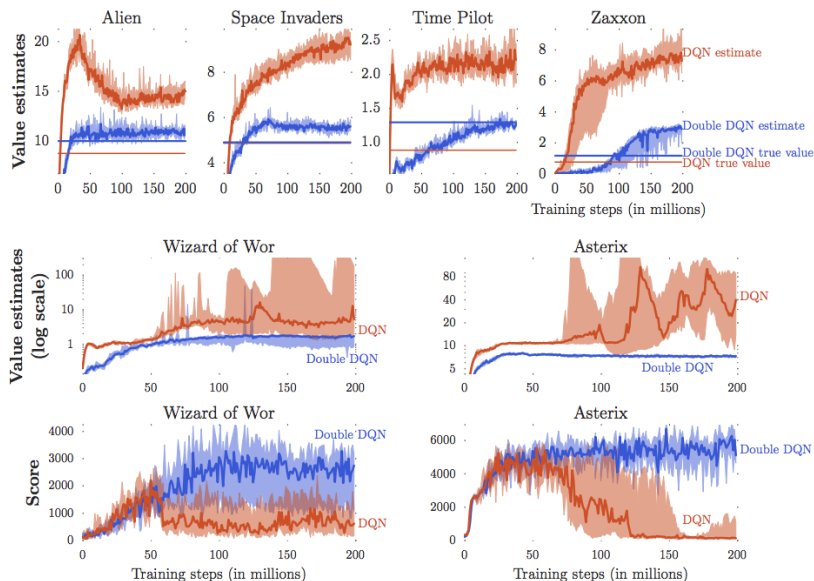 Alien
Space Invaders
Time Pilot
Zaxxon
Value estimates
20
15
10
0 50 100 150 200
8
6
4
0 50 100 150 200
2.5
2.0
1.5
1.0
0 50 100 150 200
8
6
4
2
0
0 50 100 150 200
DQN estimate
Double DQN estimate
Double DQN true value
DQN true value
Training steps (in millions)
Wizard of Wor
Value estimates
(log scale)
100
10
1
0 50 100 150 200
DQN
Double DQN
Asterix
80
40
20
10
5
0 50 100 150 200
DQN
Double DQN
Wizard of Wor
Score
4000
3000
2000
1000
0
0 50 100 150 200
Double DQN
DQN
Training steps (in millions)
Asterix
6000
4000
2000
0
0 50 100 150 200
Double DQN
DQN
Training steps (in millions)